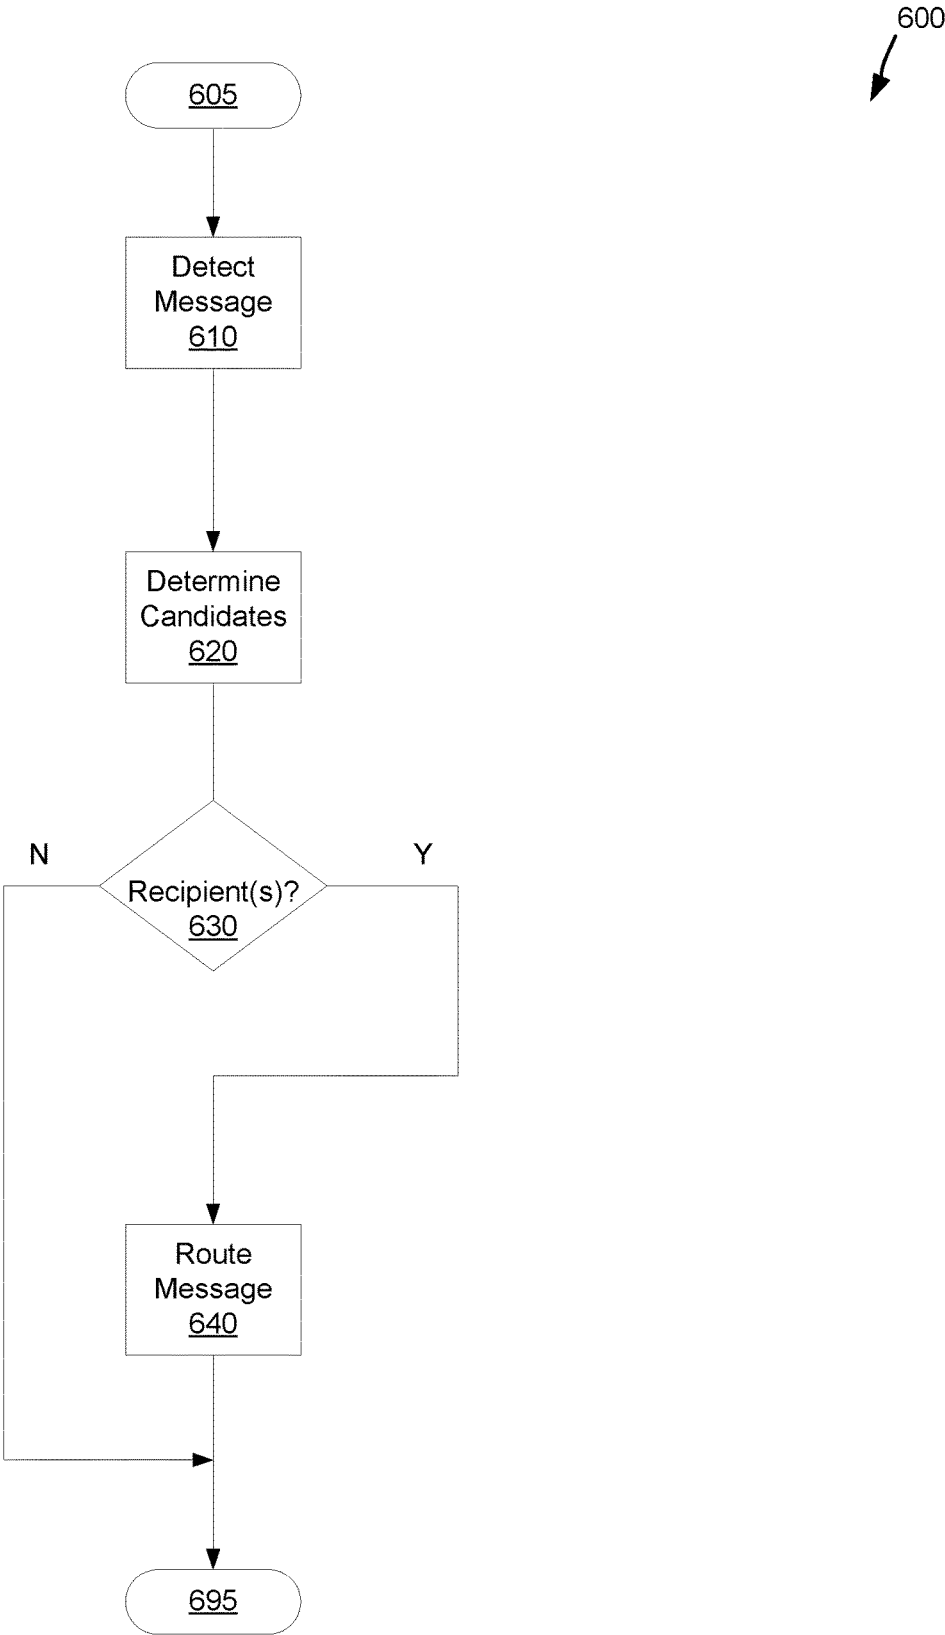 600
605
Detect
Message
610
Determine
Candidates
620
N
Y
Recipient(s)?
630
Route
Message
640
695